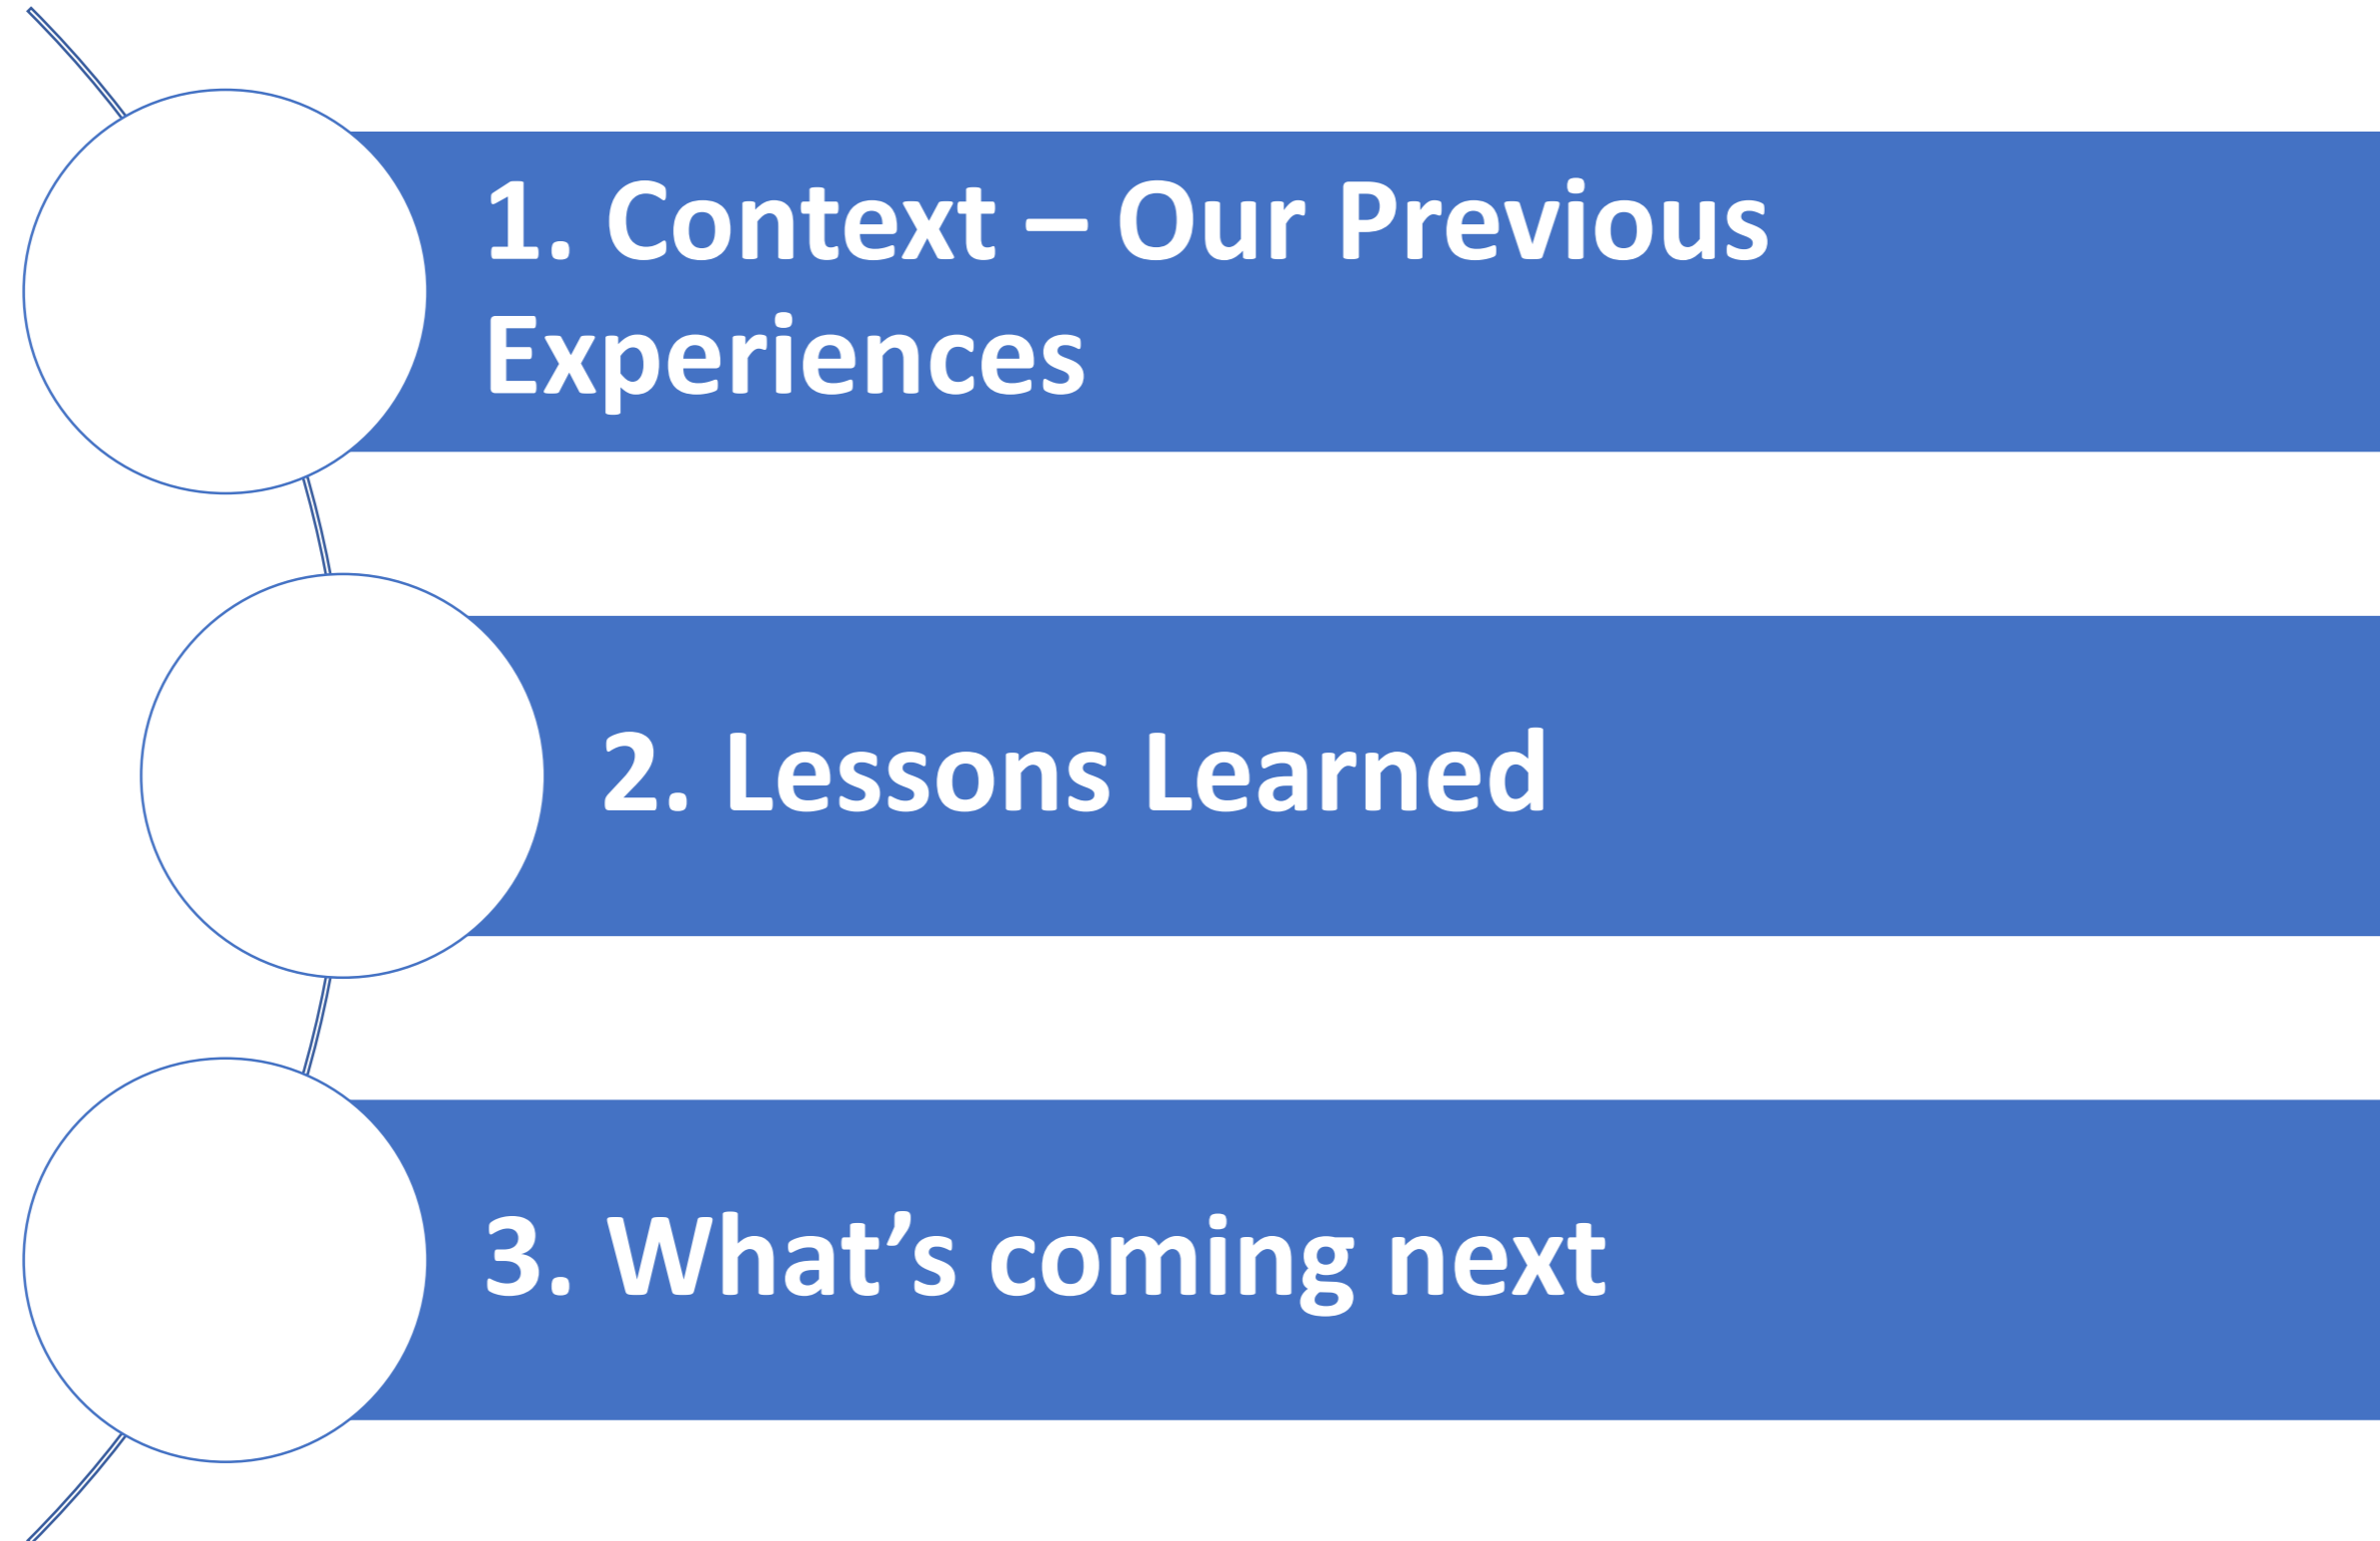 1. Context – Our Previous
Experiences
2. Lessons Learned
3. What’s coming next